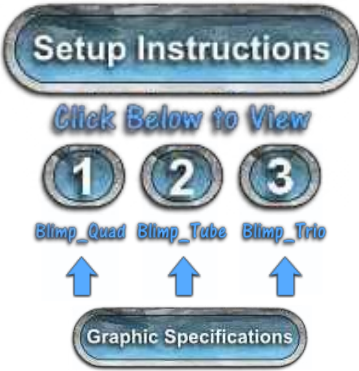 Setup Instructions
Click Below to View
1 2 3
Blimp_Quad Blimp_Tube Blimp_Trio
Graphic Specifications